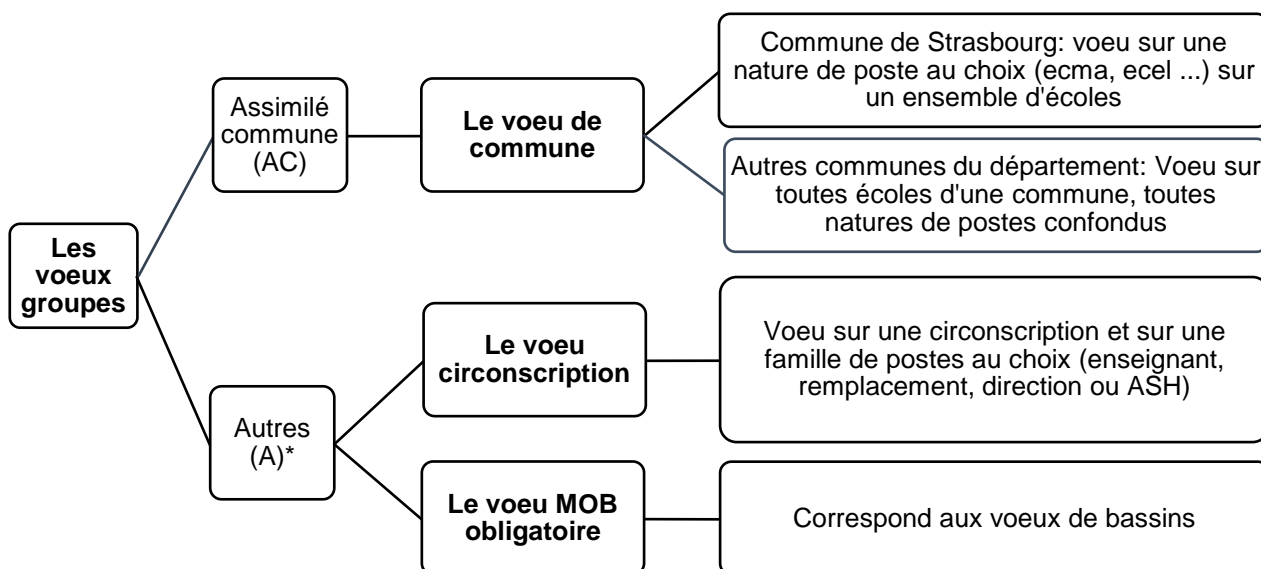 Commune de Strasbourg: voeu sur une
nature de poste au choix (ecma, ecel ...) sur
un ensemble d'écoles
Assimilé
commune
(AC)
Le voeu de
commune
Autres communes du département: Voeu sur
toutes écoles d'une commune, toutes
natures de postes confondus
Les
voeux
groupes
Le voeu
circonscription
Voeu sur une circonscription et sur une
famille de postes au choix (enseignant,
remplacement, direction ou ASH)
Autres
(A)*
Le voeu MOB
obligatoire
Correspond aux voeux de bassins